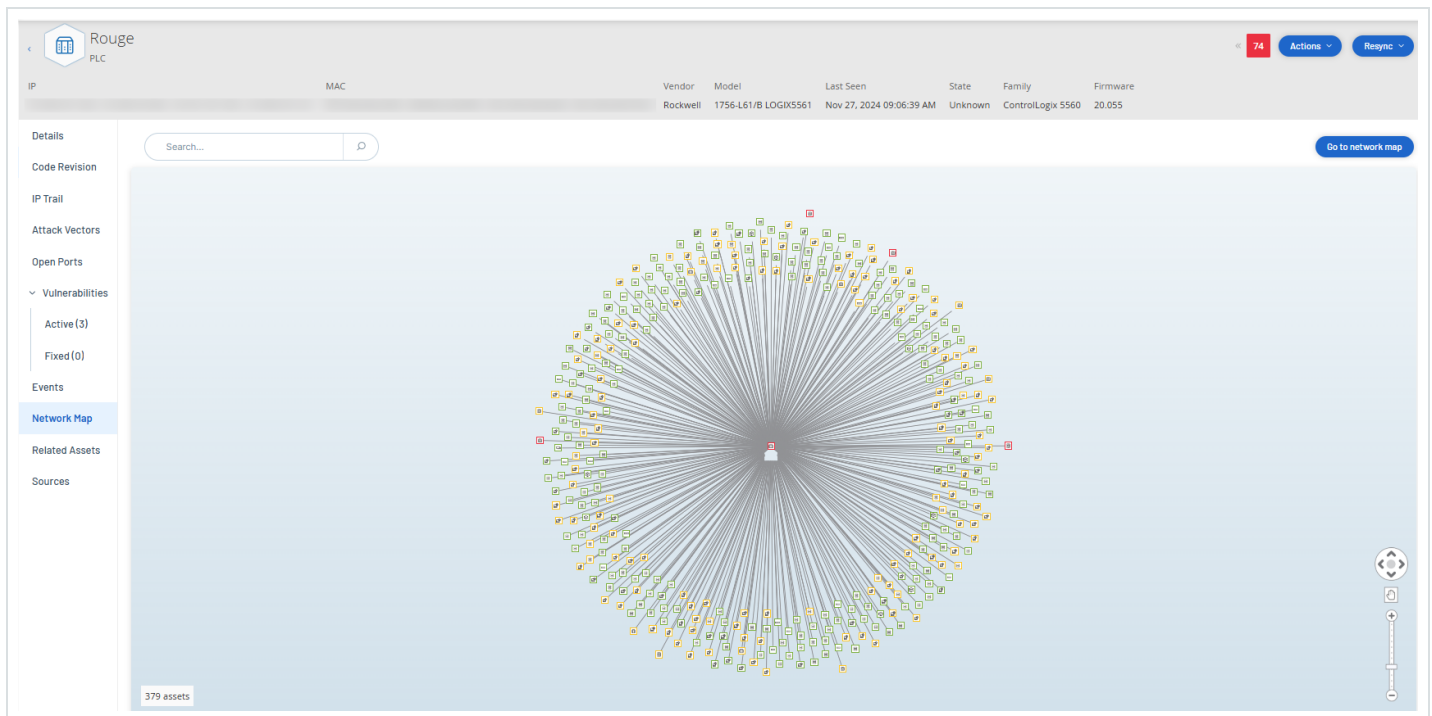 Rouge
PLC
74 Actions Resync
IP MAC Vendor Model Last Seen State Family Firmware
Rockwell 1756-L61/B LOGIX5561 Nov 27, 2024 09:06:39 AM Unknown ControlLogix 5560 20.055
Details
Search...
Go to network map
Code Revision
IP Trail
Attack Vectors
Open Ports
Vulnerabilities
Active (3)
Fixed (0)
Events
Network Map
Related Assets
Sources
379 assets